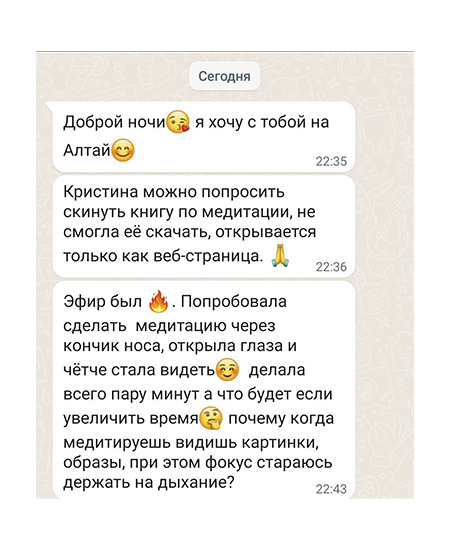 Сегодня
Доброй ночи😘 я хочу с тобой на
Алтай😊
22:35
Кристина можно попросить
скинуть книгу по медитации, не
смогла её скачать, открывается
только как веб-страница. 🙏
22:36
Эфир был 🔥. Попробовала
сделать медитацию через
кончик носа, открыла глаза и
чётче стала видеть☺️ делала
всего пару минут а что будет если
увеличить время🤔 почему когда
медитируешь видишь картинки,
образы, при этом фокус стараюсь
держать на дыхание?
22:43